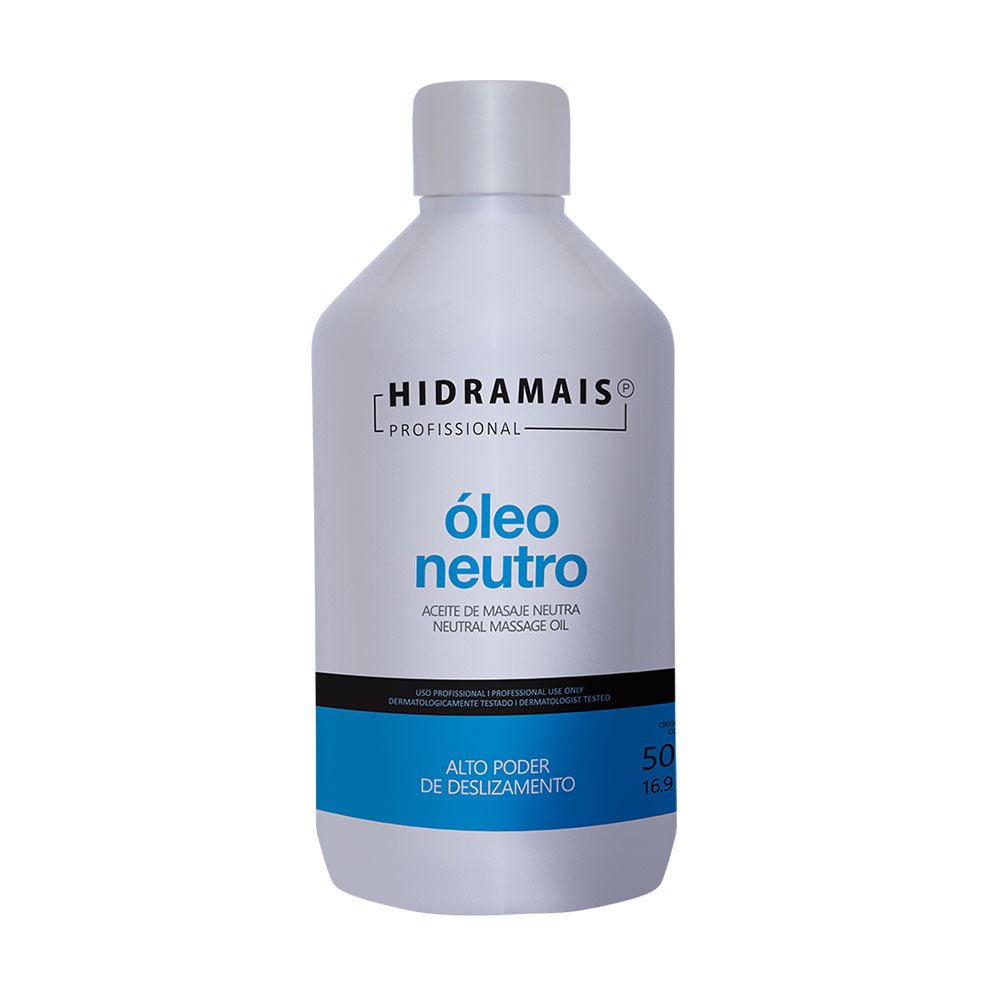 HIDRAMAIS
PROFISSIONAL
óleo
neutro
ACEITE DE MASAJE NEUTRA
NEUTRAL MASSAGE OIL
USO PROFISSIONAL I PROFESSIONAL USE ONLY
DERMATOLOGICAMENTE TESTADO I DERMATOLOGIST TESTED
ALTO PODER
DE DESLIZAMENTO
50
16.9